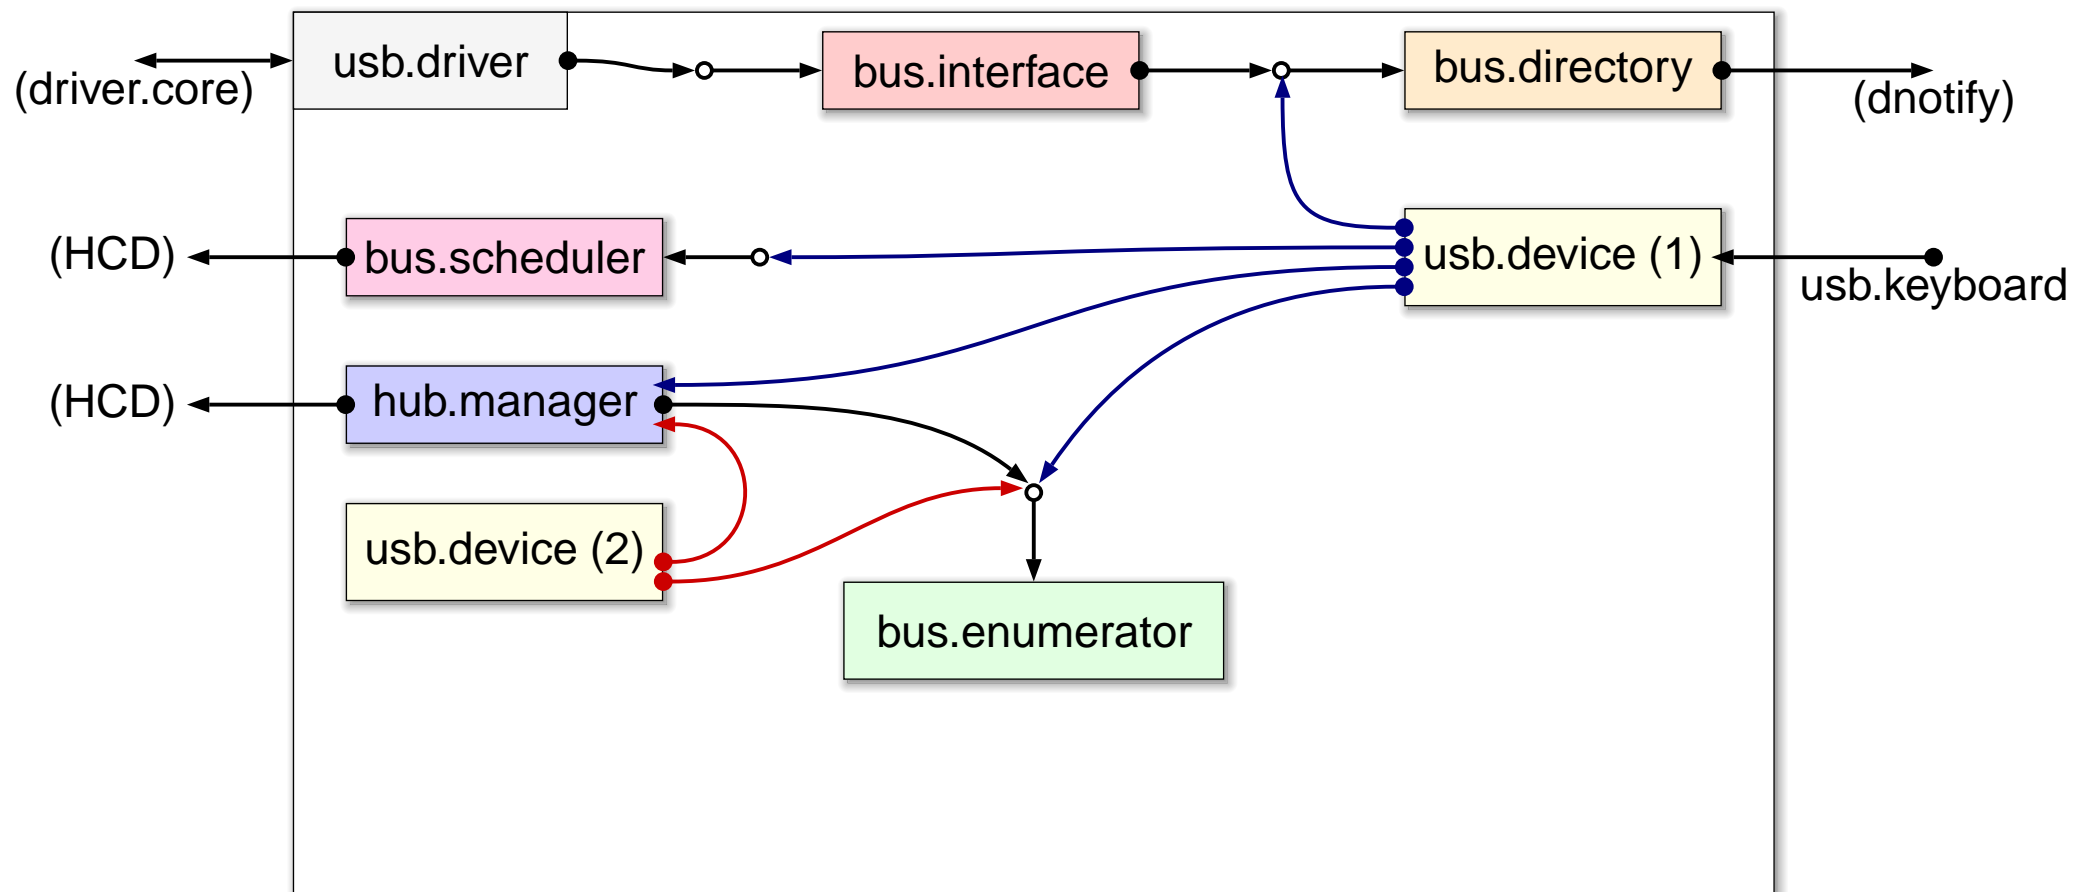 usb.driver
bus.interface
bus.directory
(driver.core)
(dnotify)
(HCD)
bus.scheduler
usb.device (1)
usb.keyboard
(HCD)
hub.manager
usb.device (2)
bus.enumerator